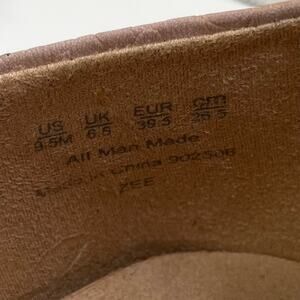 US UK EUR cm
8.5M 6.5 39.5 25.5
All Man Made
Made in China 902508
ZEE